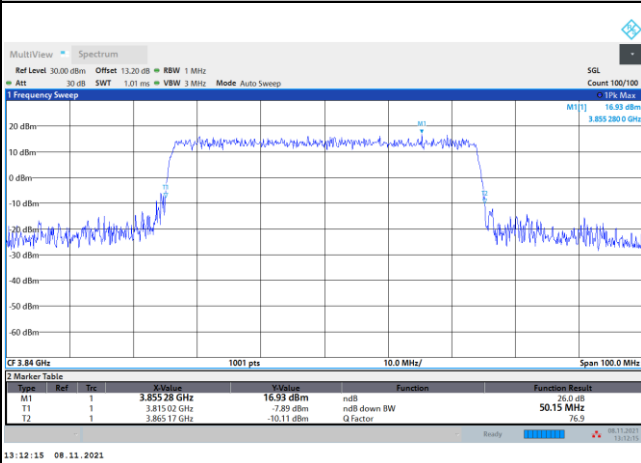 MultiView Spectrum
Ref Level 30.00 dBm Offset 13.20 dB RBW 1 MHz SGL
Att 30 dB SWT 1.01 ms VBW 3 MHz Mode Auto Sweep Count 100/100
1 Frequency Sweep 1Pk Max
M1[1] 16.93 dBm
3.855 280 0 GHz
M1
20 dBm
10 dBm
0 dBm
T1
T2
-10 dBm
-20 dBm
-30 dBm
-40 dBm
-50 dBm
-60 dBm
CF 3.84 GHz 1001 pts 10.0 MHz/ Span 100.0 MHz
2 Marker Table
Type Ref Trc X-Value Y-Value Function Function Result
M1 1 3.855 28 GHz 16.93 dBm ndB 26.0 dB
T1 1 3.815 02 GHz -7.89 dBm ndB down BW 50.15 MHz
T2 1 3.865 17 GHz -10.11 dBm Q Factor 76.9
Ready 08.11.2021
13:12:15
13:12:15 08.11.2021